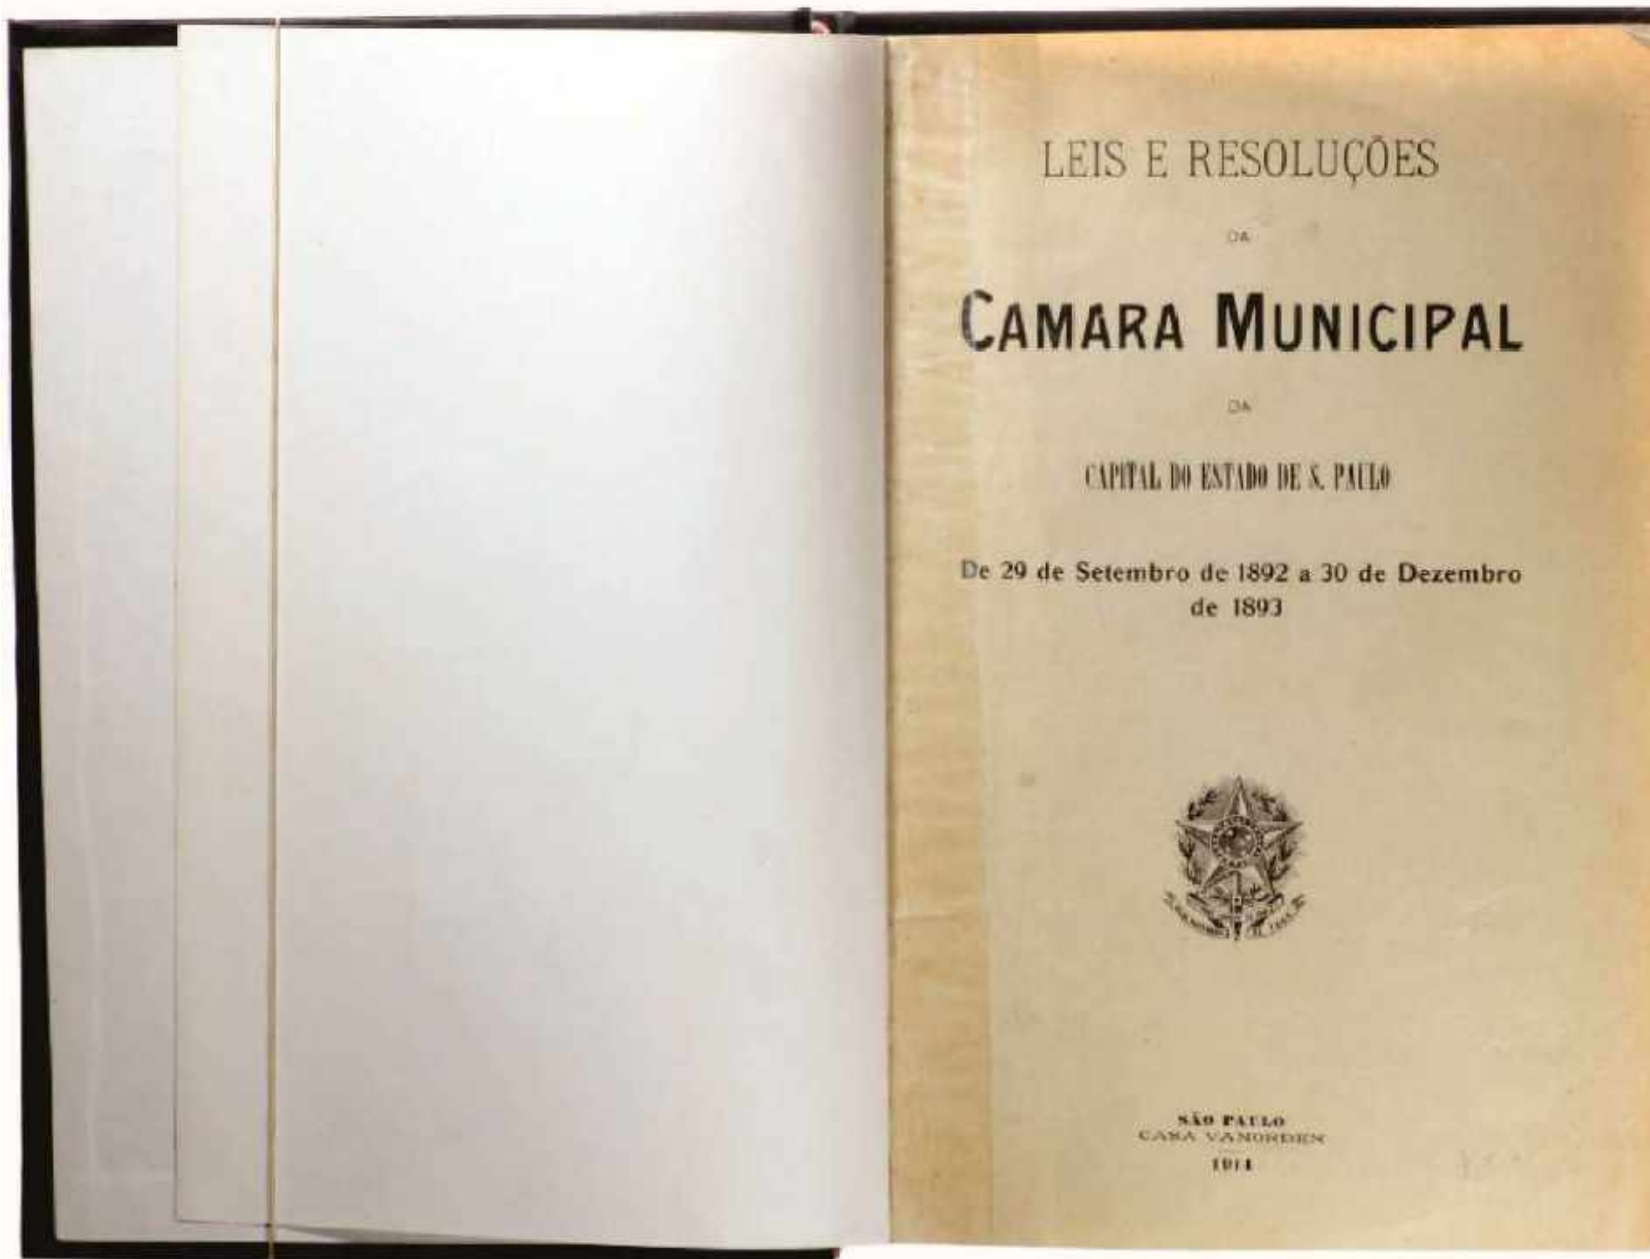 LEIS E RESOLUÇÕES
DA
CAMARA MUNICIPAL
DA
CAPITAL DO ESTADO DE S. PAULO
De 29 de Setembro de 1892 a 30 de Dezembro
de 1893
SÃO PAULO
CASA VANORDEN